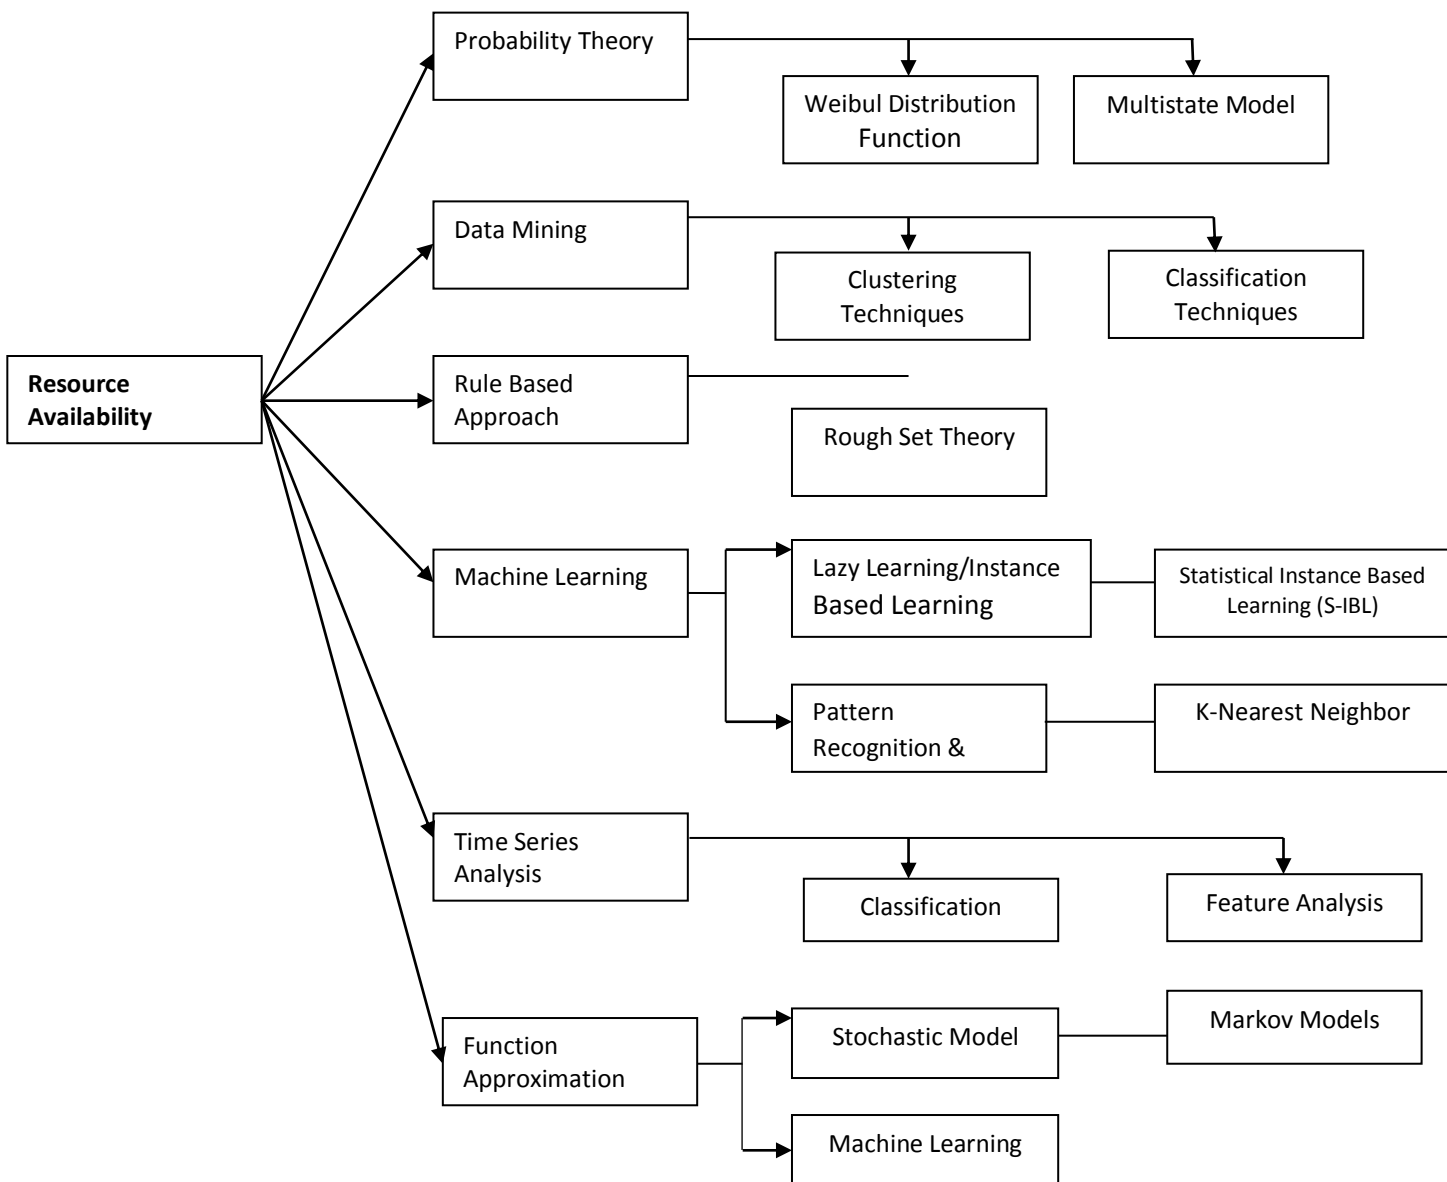 Probability Theory
Weibul Distribution
Function
Multistate Model
Data Mining
Clustering
Techniques
Classification
Techniques
Resource
Availability
Rule Based
Approach
Rough Set Theory
Machine Learning
Lazy Learning/Instance
Based Learning
Statistical Instance Based
Learning (S-IBL)
Pattern
Recognition &
K-Nearest Neighbor
Time Series
Analysis
Classification
Feature Analysis
Function
Approximation
Stochastic Model
Markov Models
Machine Learning